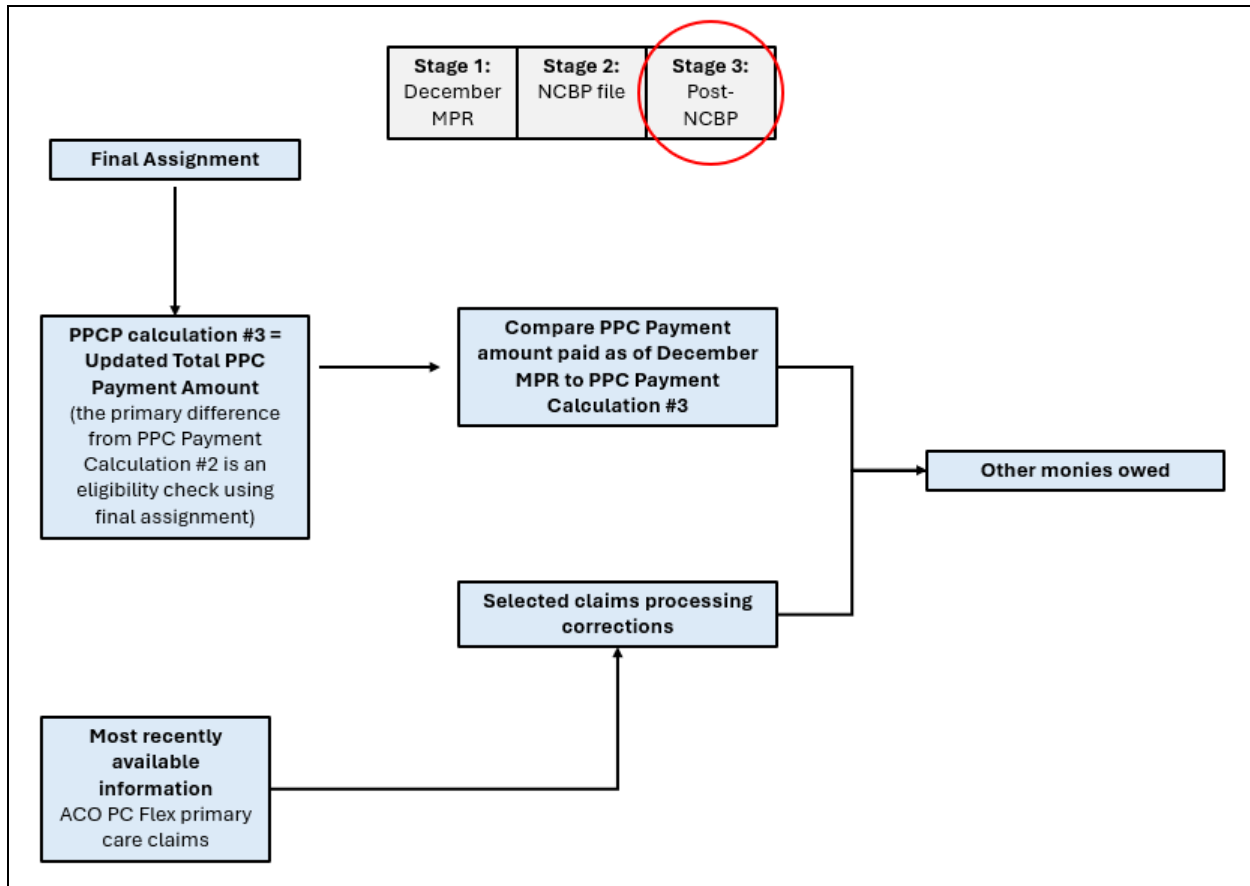 Stage 1:
December
MPR
Stage 2:
NCBP file
Stage 3:
Post-
NCBP
Final Assignment
PPCP calculation #3 =
Updated Total PPC
Payment Amount
(the primary difference
from PPC Payment
Calculation #2 is an
eligibility check using
final assignment)
Compare PPC Payment
amount paid as of December
MPR to PPC Payment
Calculation #3
Other monies owed
Selected claims processing
corrections
Most recently
available
information
ACO PC Flex primary
care claims